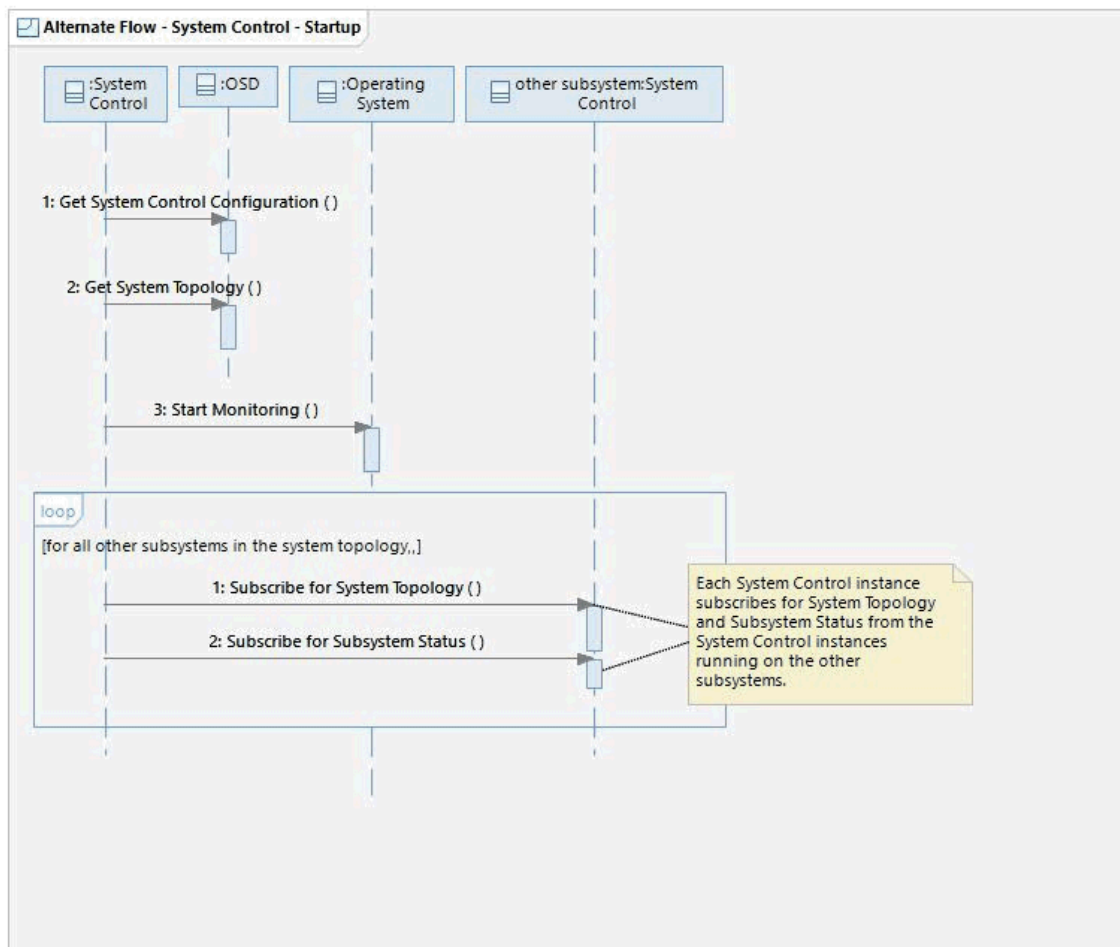 Alternate Flow - System Control - Startup
:System
Control
:OSD
:Operating
System
other subsystem:System
Control
1: Get System Control Configuration ( )
2: Get System Topology ( )
3: Start Monitoring ( )
loop
[for all other subsystems in the system topology,,]
1: Subscribe for System Topology ( )
2: Subscribe for Subsystem Status ( )
Each System Control instance
subscribes for System Topology
and Subsystem Status from the
System Control instances
running on the other
subsystems.